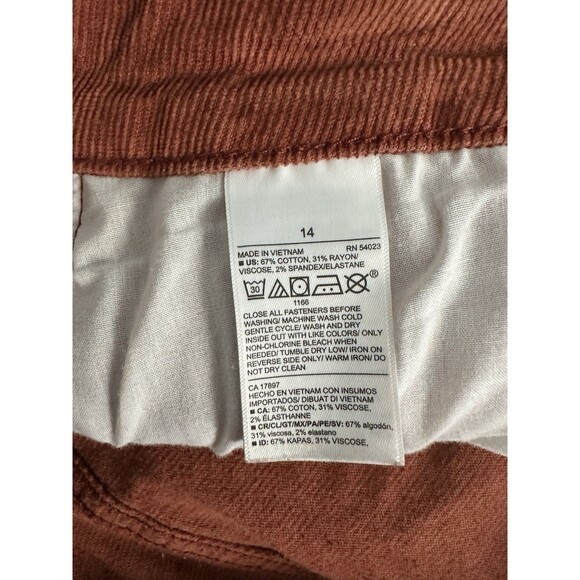 14
MADE IN VIETNAM RN 54023
■ US: 67% COTTON, 31% RAYON/
VISCOSE, 2% SPANDEX/ELASTANE
30 ®
1166
CLOSE ALL FASTENERS BEFORE
WASHING/ MACHINE WASH COLD
GENTLE CYCLE/ WASH AND DRY
INSIDE OUT WITH LIKE COLORS/ ONLY
NON-CHLORINE BLEACH WHEN
NEEDED/ TUMBLE DRY LOW/ IRON ON
REVERSE SIDE ONLY/ WARM IRON/ DO
NOT DRY CLEAN
CA 17897
HECHO EN VIETNAM CON INSUMOS
IMPORTADOS/ DIBUAT DI VIETNAM
■ CA: 67% COTON, 31% VISCOSE,
2% ÉLASTHANNE
■ CR/CL/GT/MX/PA/PE/SV: 67% algodón,
31% viscosa, 2% elastano
■ ID: 67% KAPAS, 31% VISCOSE,